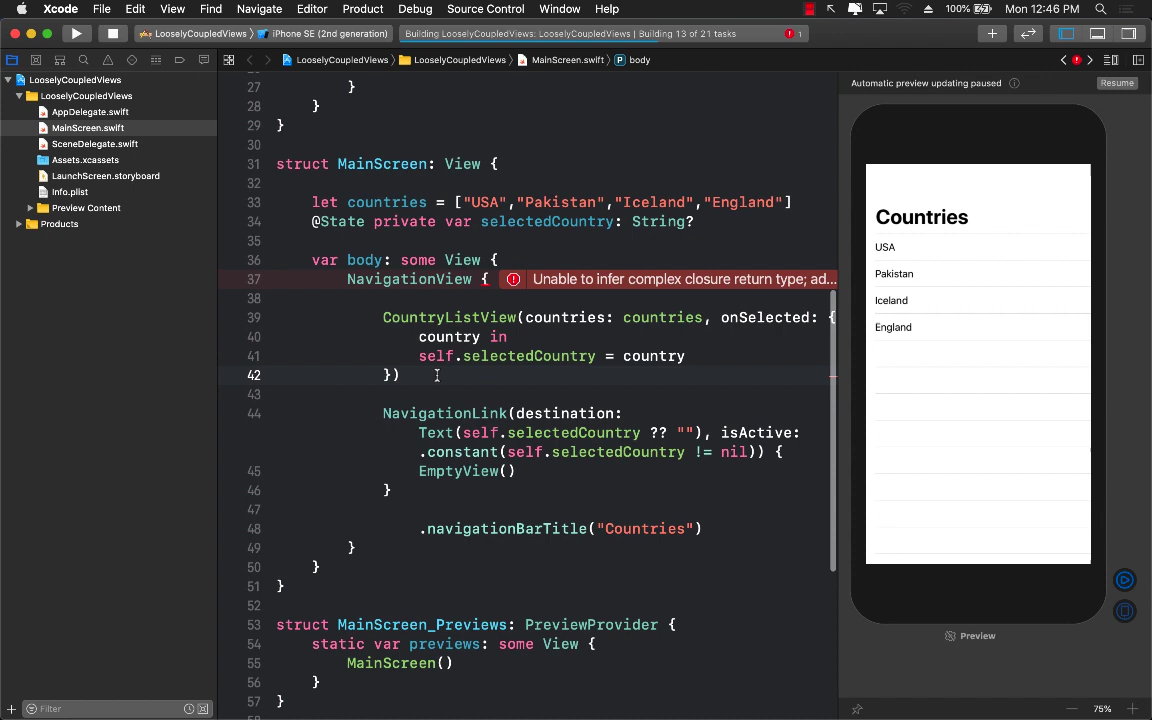 Xcode File Edit View Find Navigate Editor Product Debug Source Control Window Help 100% Mon 12:46 PM
LooselyCoupledViews iPhone SE (2nd generation) Building LooselyCoupledViews: LooselyCoupledViews | Building 13 of 21 tasks 1
LooselyCoupledViews LooselyCoupledViews MainScreen.swift P body
LooselyCoupledViews
LooselyCoupledViews
AppDelegate.swift
MainScreen.swift
SceneDelegate.swift
Assets.xcassets
LaunchScreen.storyboard
Info.plist
Preview Content
Products
Filter
27 }
28 }
29 }
30
31 struct MainScreen: View {
32
33 let countries = ["USA","Pakistan","Iceland","England"]
34 @State private var selectedCountry: String?
35
36 var body: some View {
37 NavigationView { Unable to infer complex closure return type; ad...
38
39 CountryListView(countries: countries, onSelected: {
40 country in
41 self.selectedCountry = country
42 })
43
44 NavigationLink(destination:
Text(self.selectedCountry ?? ""), isActive:
.constant(self.selectedCountry != nil)) {
45 EmptyView()
46 }
47
48 .navigationBarTitle("Countries")
49 }
50 }
51 }
52
53 struct MainScreen_Previews: PreviewProvider {
54 static var previews: some View {
55 MainScreen()
56 }
57 }
Automatic preview updating paused Resume
Countries
USA
Pakistan
Iceland
England
Preview
75%